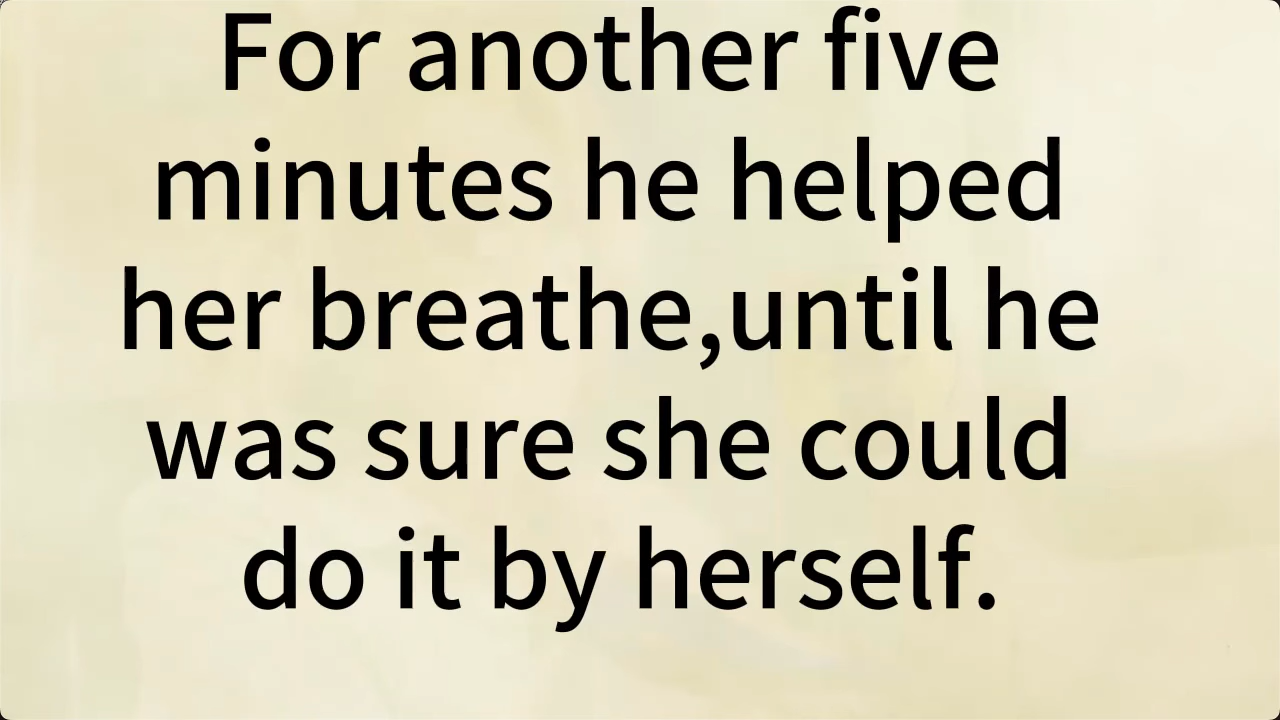 For another five
minutes he helped
her breathe,until he
was sure she could
do it by herself.